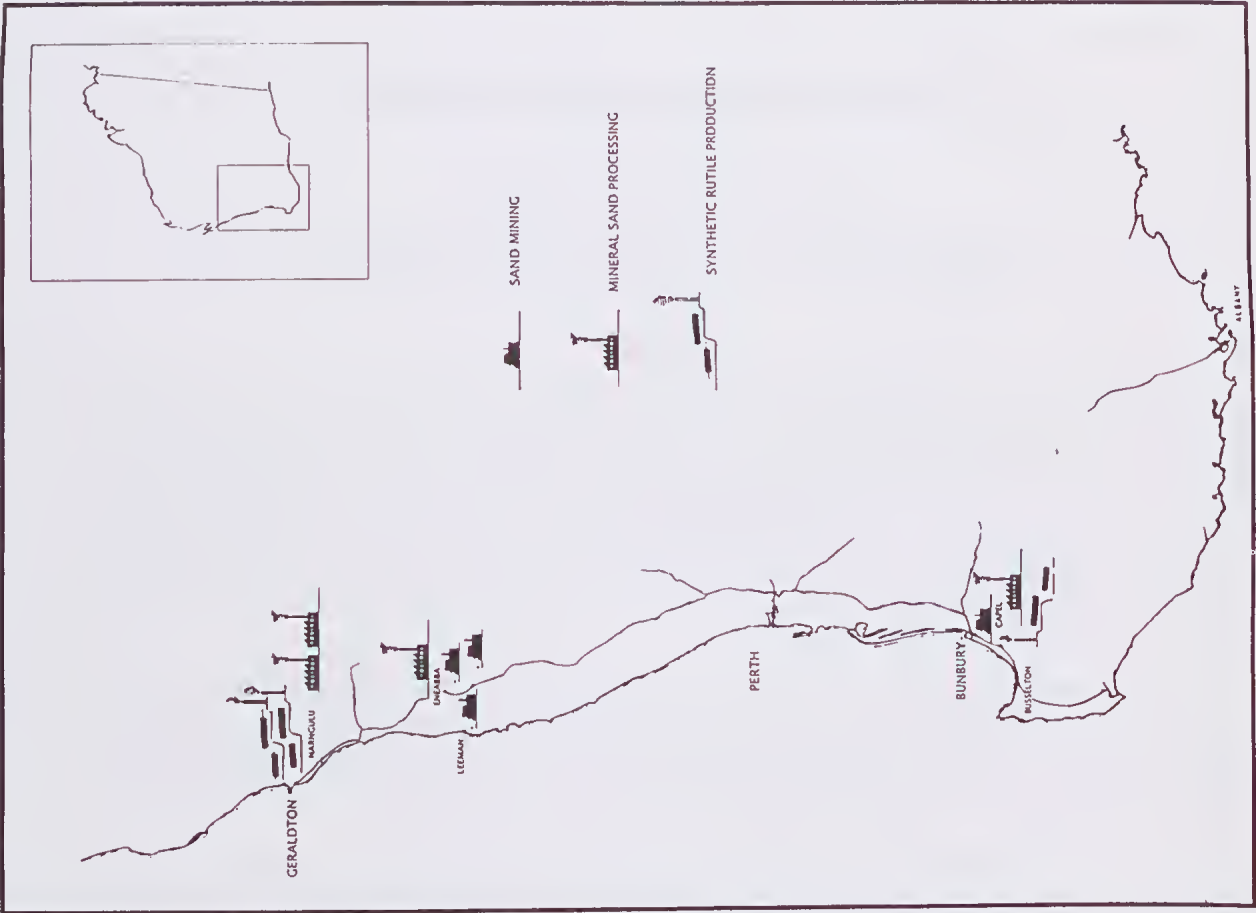 SAND MINING
MINERAL SAND PROCESSING
SYNTHETIC RUTILE PRODUCTION
GERALDTON
NARNGULU
ENEABBA
LEEMAN
PERTH
BUNBURY
CAPEL
BUSSELTON
ALBANY